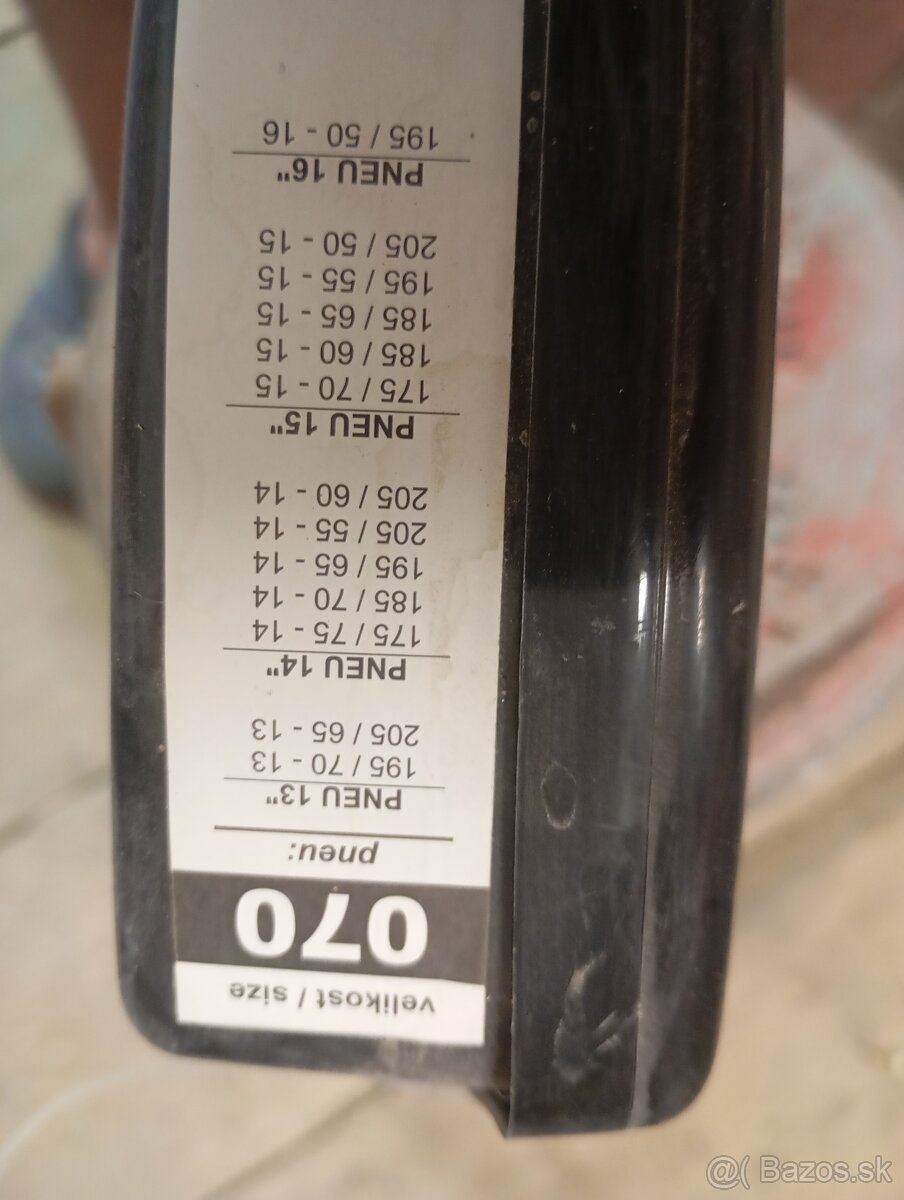 velikost / size
070
pneu:
PNEU 13"
195 / 70 - 13
205 / 65 - 13
PNEU 14"
175 / 75 - 14
185 / 70 - 14
195 / 65 - 14
205 / 55 - 14
205 / 60 - 14
PNEU 15"
175 / 70 - 15
185 / 60 - 15
185 / 65 - 15
195 / 55 - 15
205 / 50 - 15
PNEU 16"
195 / 50 - 16
@( Bazos.sk